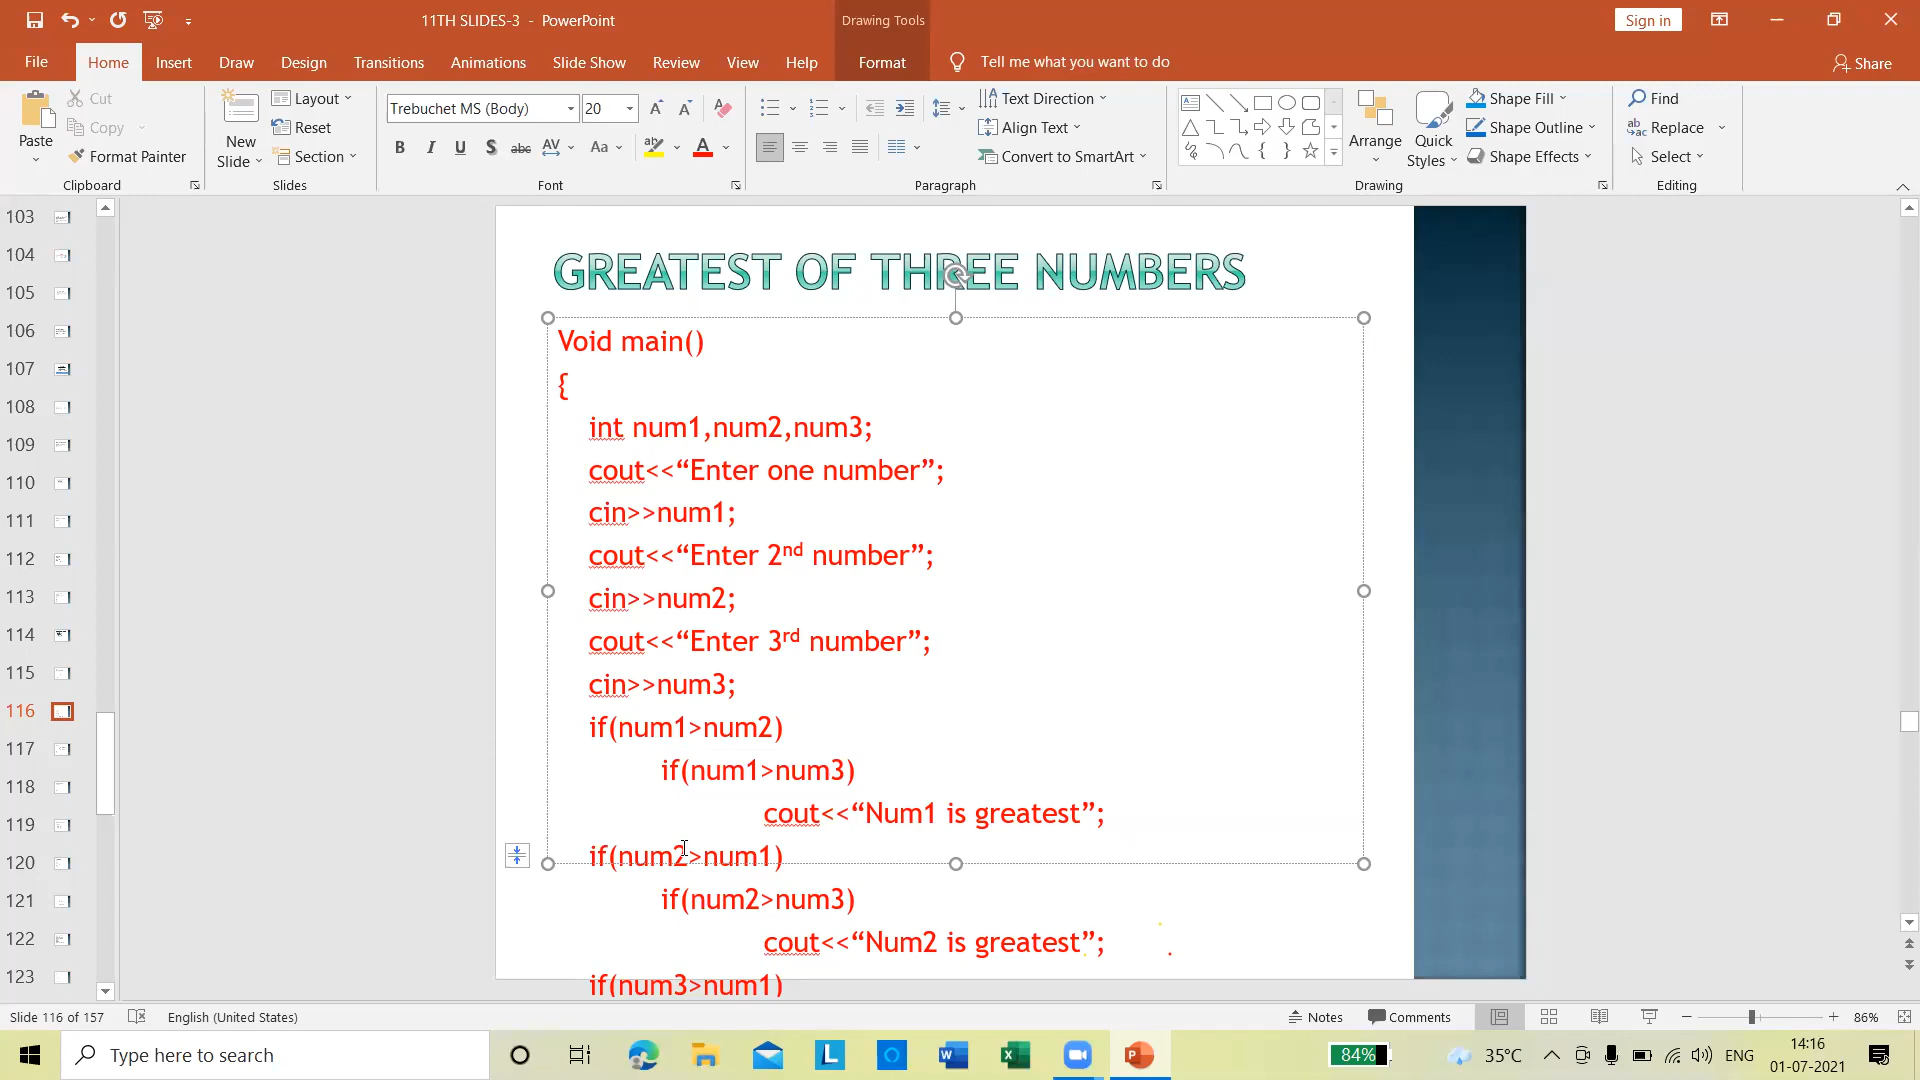 11TH SLIDES-3 - PowerPoint
Drawing Tools
Sign in
File
Home
Insert
Draw
Design
Transitions
Animations
Slide Show
Review
View
Help
Format
Tell me what you want to do
Share
Paste
Cut
Copy
Format Painter
Clipboard
New
Slide
Layout
Reset
Section
Slides
Trebuchet MS (Body)
20
B I U S abc AV Aa A
Font
Text Direction
Align Text
Convert to SmartArt
Paragraph
Arrange
Quick
Styles
Shape Fill
Shape Outline
Shape Effects
Drawing
Find
Replace
Select
Editing
103
104
105
106
107
108
109
110
111
112
113
114
115
116
117
118
119
120
121
122
123
GREATEST OF THREE NUMBERS
Void main()
{
int num1,num2,num3;
cout<<“Enter one number”;
cin>>num1;
cout<<“Enter 2nd number”;
cin>>num2;
cout<<“Enter 3rd number”;
cin>>num3;
if(num1>num2)
if(num1>num3)
cout<<“Num1 is greatest”;
if(num2>num1)
if(num2>num3)
cout<<“Num2 is greatest”;
if(num3>num1)
Slide 116 of 157
English (United States)
Notes
Comments
86%
Type here to search
84%
35°C
ENG
14:16
01-07-2021